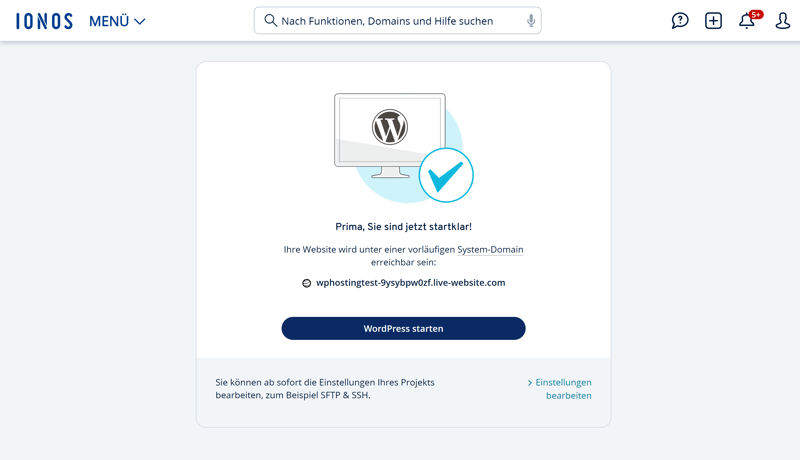 IONOS MENÜ Nach Funktionen, Domains und Hilfe suchen 5+
Prima, Sie sind jetzt startklar!
Ihre Website wird unter einer vorläufigen System-Domain
erreichbar sein:
wphostingtest-9ysybpw0zf.live-website.com
WordPress starten
Sie können ab sofort die Einstellungen Ihres Projekts
bearbeiten, zum Beispiel SFTP & SSH.
Einstellungen
bearbeiten